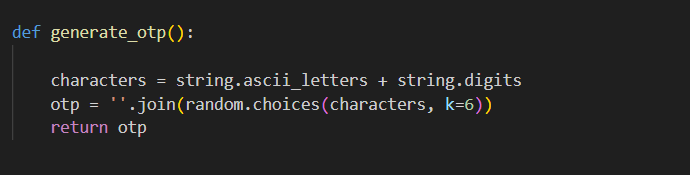 def generate_otp():
characters = string.ascii_letters + string.digits
otp = ''.join(random.choices(characters, k=6))
return otp